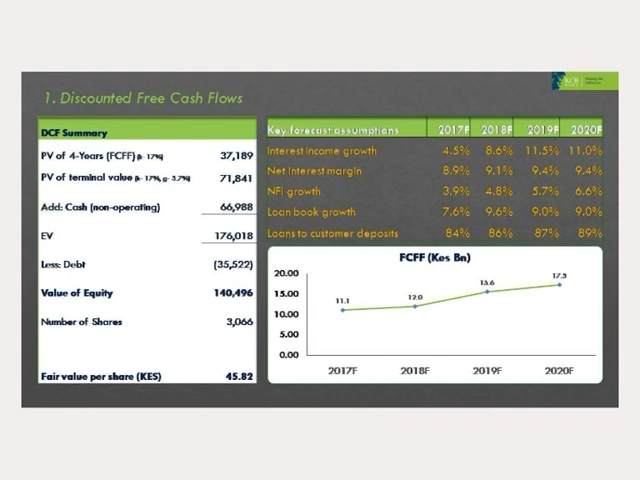 KCB
1. Discounted Free Cash Flows
DCF Summary
PV of 4-Years (FCFF) (k- 17%) 37,189
PV of terminal value (k- 17%, g- 3.7%) 71,841
Add: Cash (non-operating) 66,988
EV 176,018
Less: Debt (35,522)
Value of Equity 140,496
Number of Shares 3,066
Fair value per share (KES) 45.82
Key forecast assumptions 2017F 2018F 2019F 2020F
Interest income growth 4.5% 8.6% 11.5% 11.0%
Net interest margin 8.9% 9.1% 9.4% 9.4%
NFI growth 3.9% 4.8% 5.7% 6.6%
Loan book growth 7.6% 9.6% 9.0% 9.0%
Loans to customer deposits 84% 86% 87% 89%
FCFF (Kes Bn)
20.00
15.00
10.00
5.00
0.00
11.1 12.0 15.6 17.3
2017F 2018F 2019F 2020F